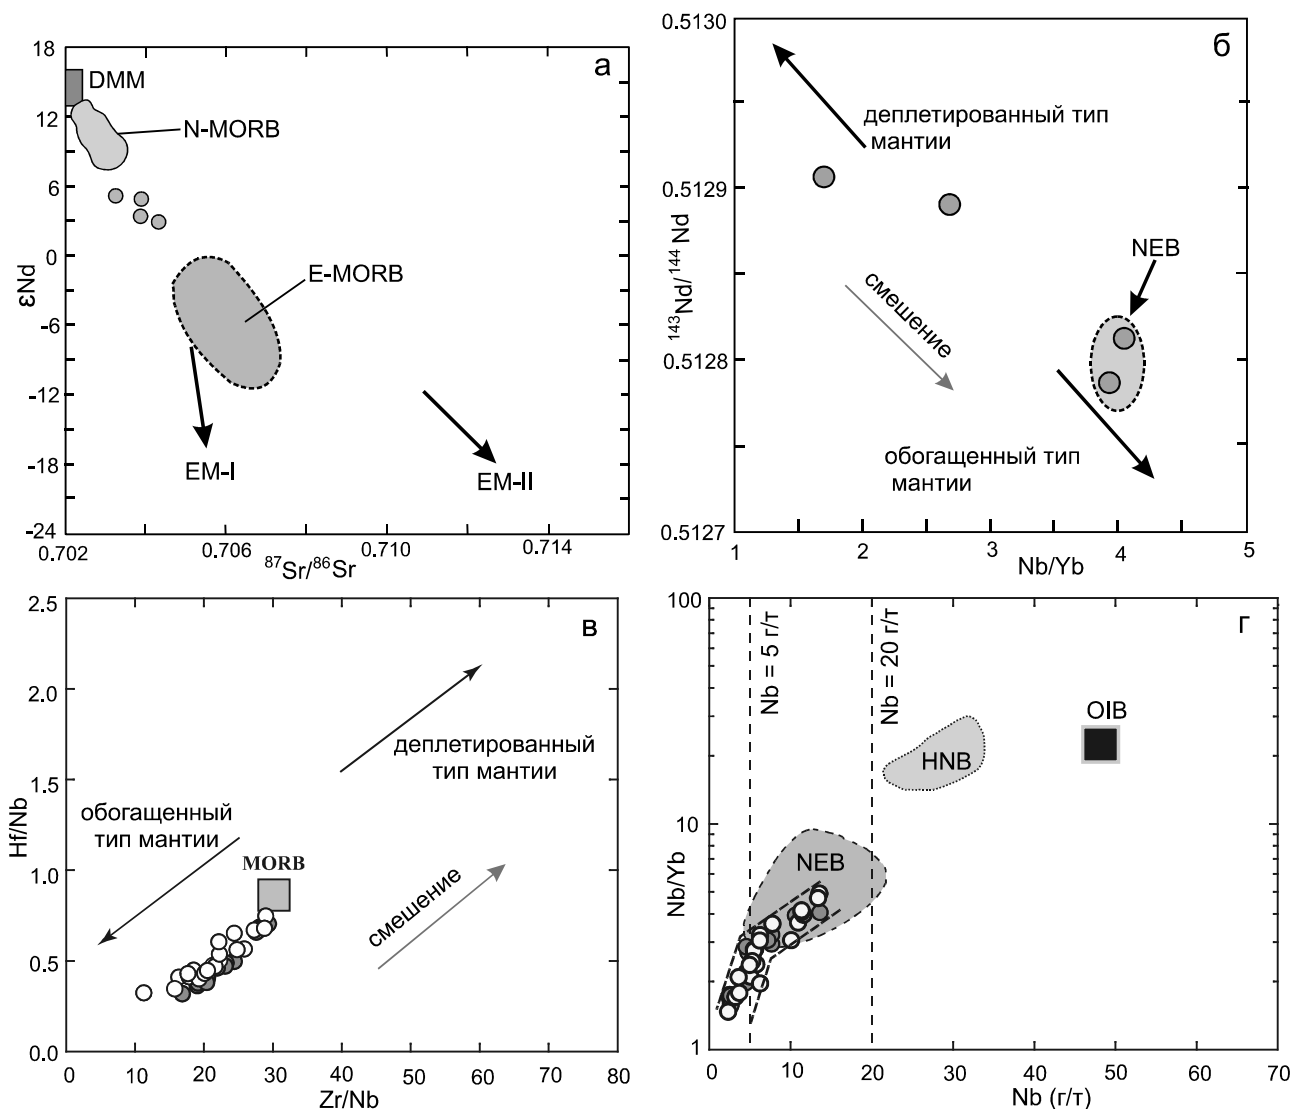 а
18
12
6
0
-6
-12
-18
-24
εNd
DMM
N-MORB
E-MORB
EM-I
EM-II
0.702
0.706
0.710
0.714
⁸⁷Sr/⁸⁶Sr
б
0.5130
0.5129
0.5128
0.5127
¹⁴³Nd/¹⁴⁴Nd
деплетированный тип
мантии
NEB
смешение
обогащенный тип
мантии
1
2
3
4
5
Nb/Yb
в
2.5
2.0
1.5
1.0
0.5
0.0
Hf/Nb
деплетированный
тип мантии
обогащенный
тип мантии
MORB
смешение
0
10
20
30
40
50
60
70
80
Zr/Nb
г
100
10
1
Nb/Yb
Nb = 5 г/т
Nb = 20 г/т
OIB
HNB
NEB
0
10
20
30
40
50
60
70
Nb (г/т)